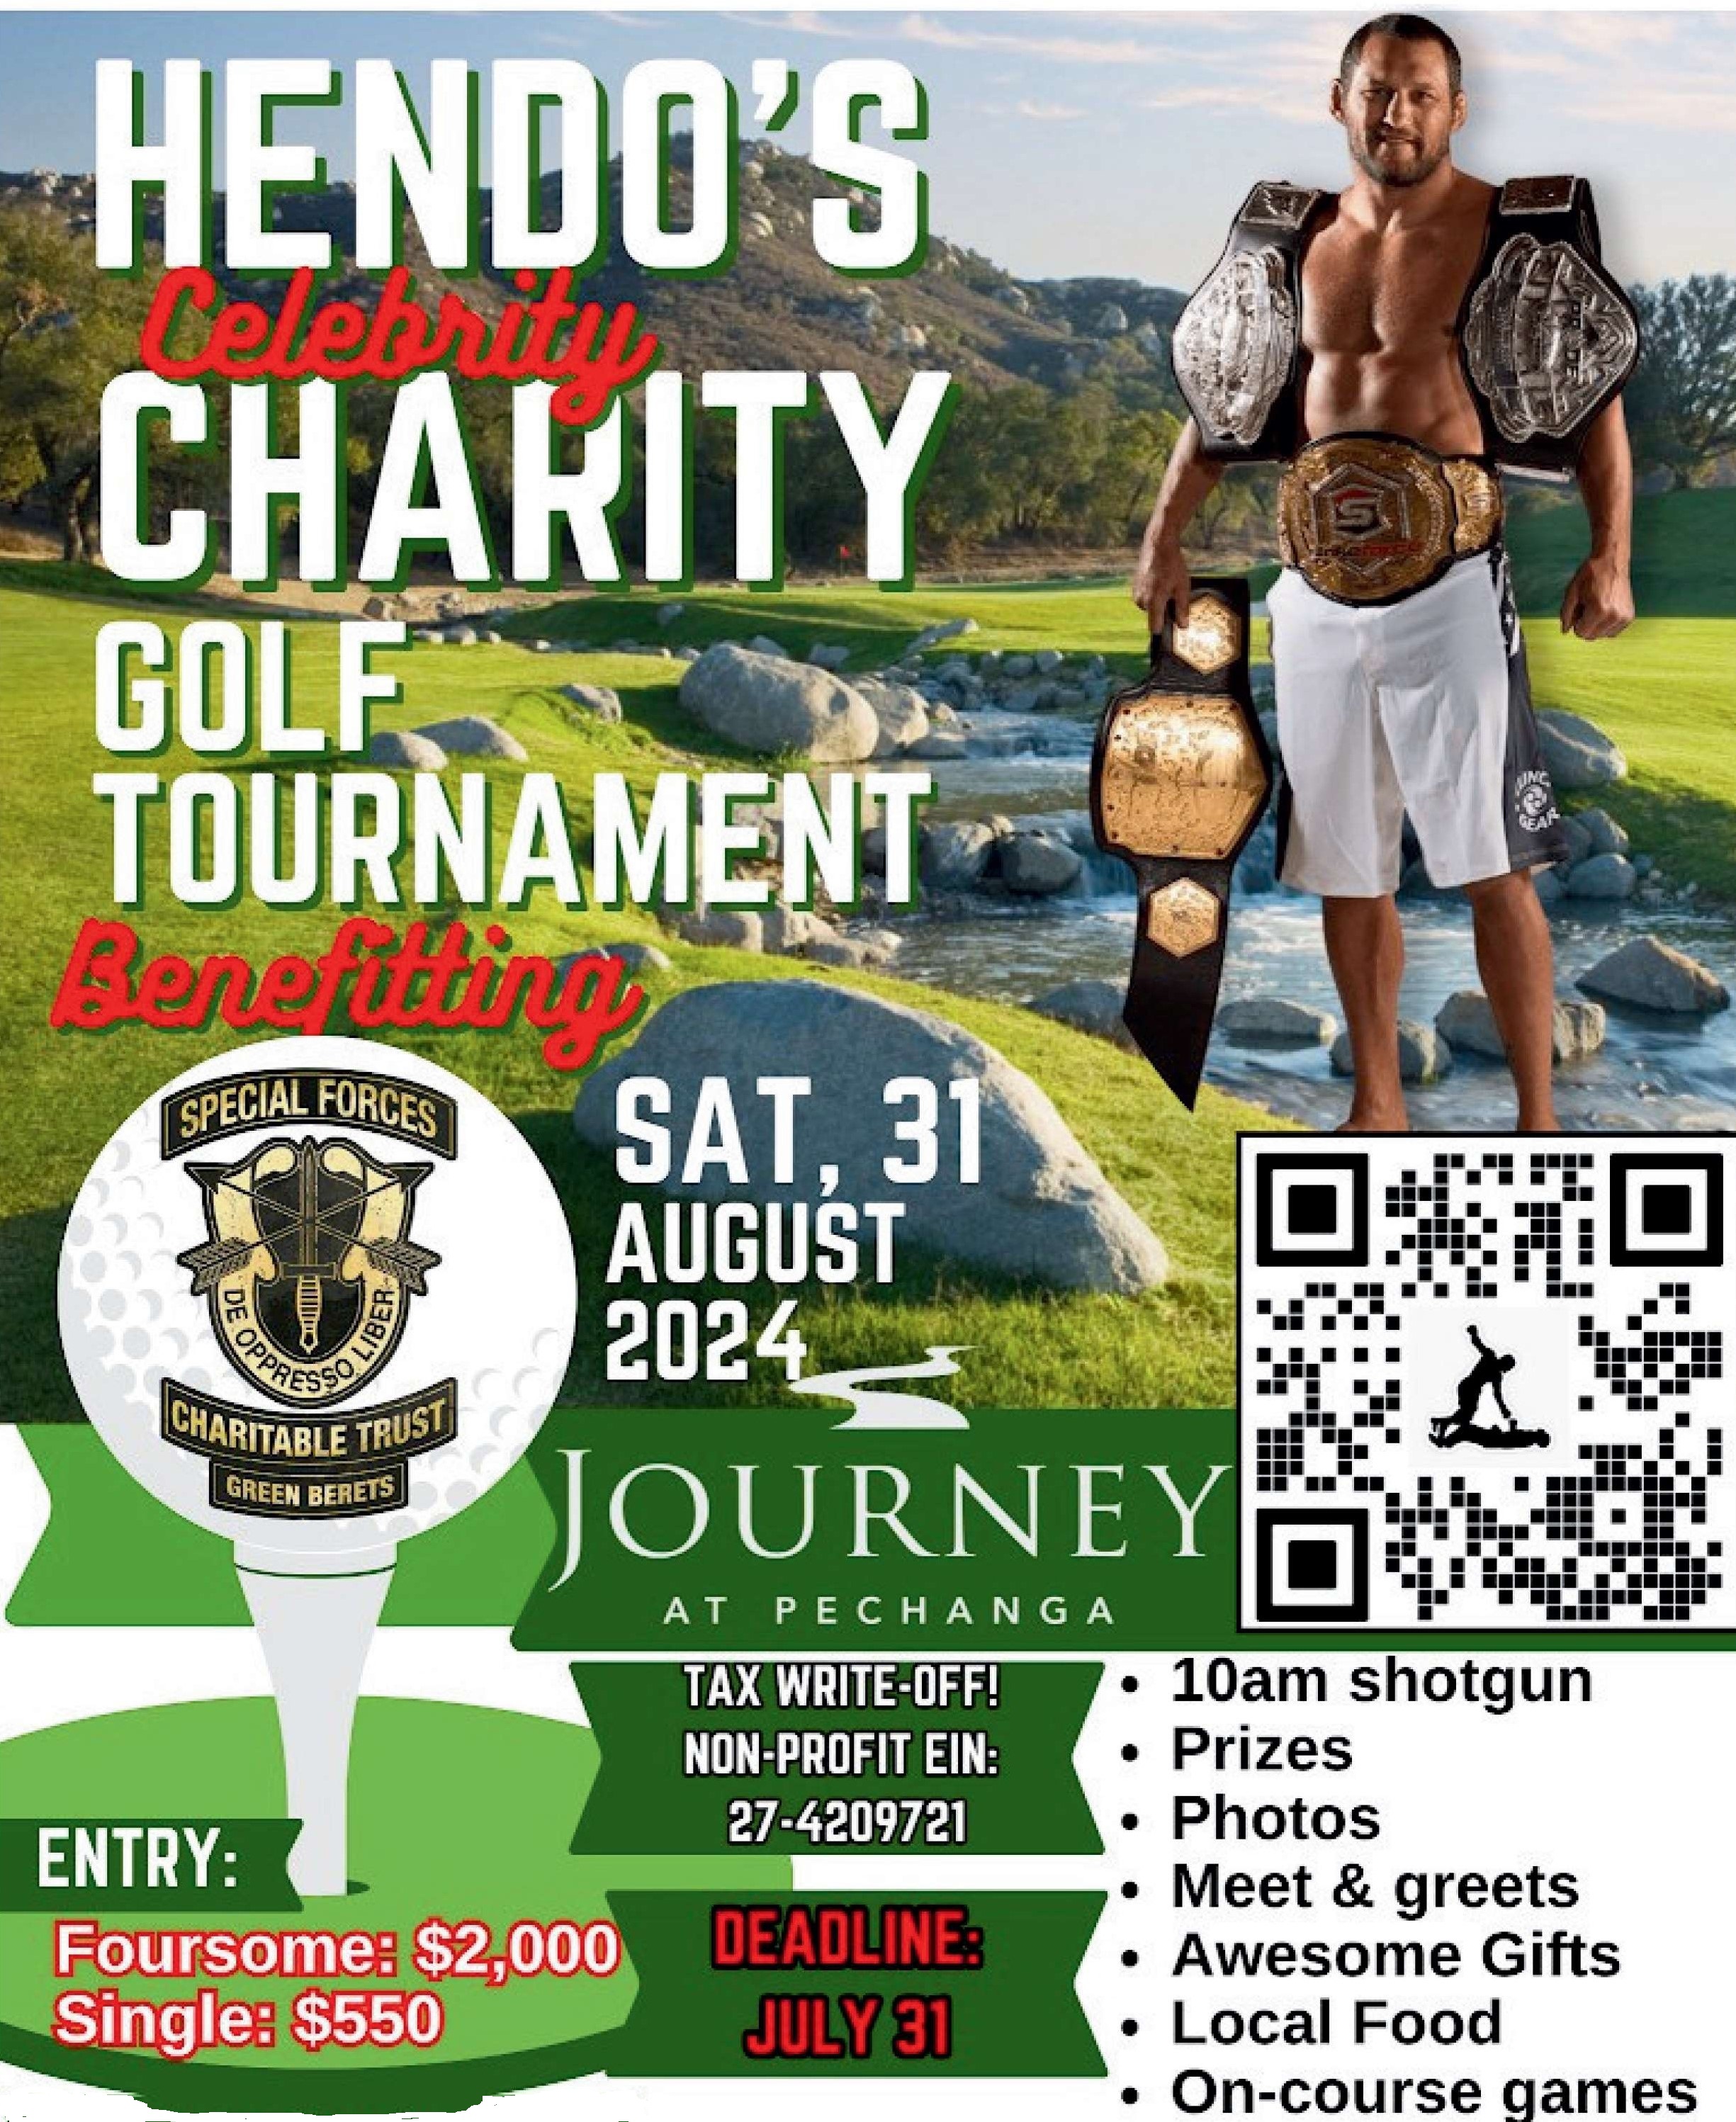 HENDO'S
Celebrity
CHARITY
GOLF
TOURNAMENT
Benefitting
SPECIAL FORCES
DE OPPRESSO LIBER
CHARITABLE TRUST
GREEN BERETS
SAT, 31
AUGUST
2024
JOURNEY
AT PECHANGA
TAX WRITE-OFF!
NON-PROFIT EIN:
27-4209721
ENTRY:
Foursome: $2,000
Single: $550
DEADLINE:
JULY 31
• 10am shotgun
• Prizes
• Photos
• Meet & greets
• Awesome Gifts
• Local Food
• On-course games
S
GEAR